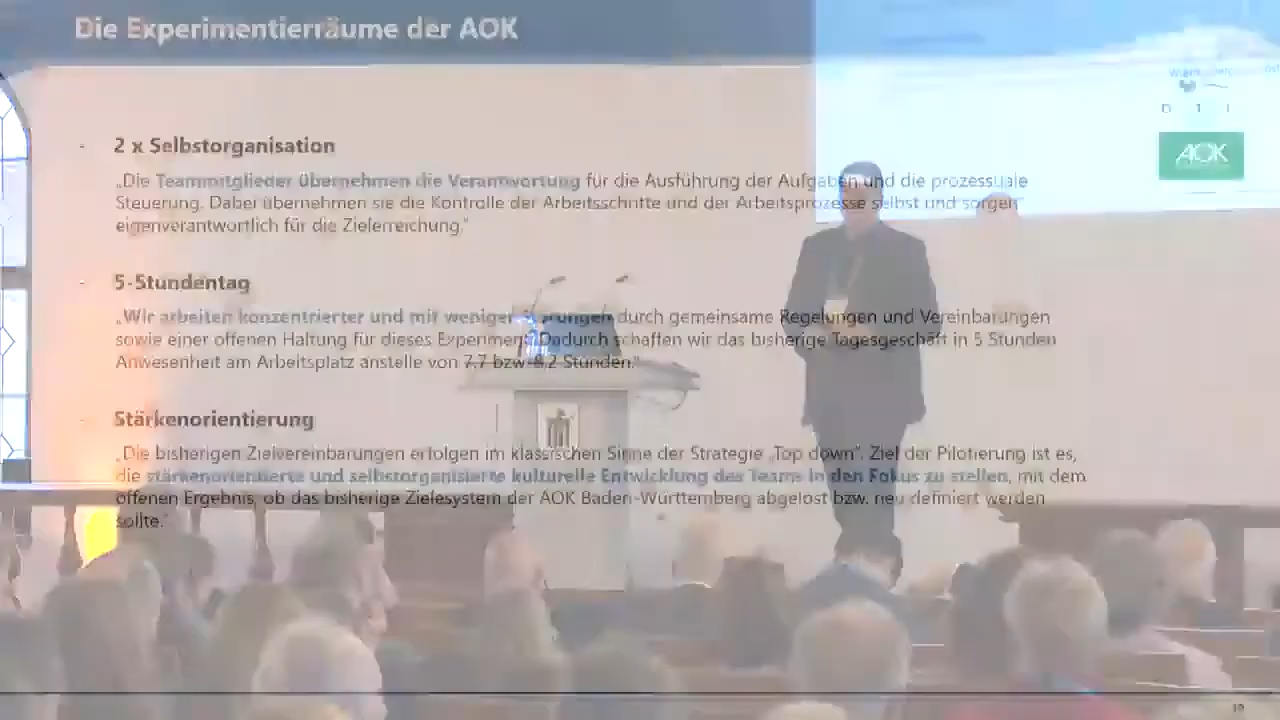 Die Experimentierräume der AOK
D I I
AOK
- 2 x Selbstorganisation
„Die Teammitglieder übernehmen die Verantwortung für die Ausführung der Aufgaben und die prozessuale
Steuerung. Dabei übernehmen sie die Kontrolle der Arbeitsschritte und der Arbeitsprozesse selbst und sorgen
eigenverantwortlich für die Zielerreichung."
- 5-Stundentag
„Wir arbeiten konzentrierter und mit weniger Störungen durch gemeinsame Regelungen und Vereinbarungen
sowie einer offenen Haltung für dieses Experiment. Dadurch schaffen wir das bisherige Tagesgeschäft in 5 Stunden
Anwesenheit am Arbeitsplatz anstelle von 7,7 bzw. 8,2 Stunden."
- Stärkenorientierung
„Die bisherigen Zielvereinbarungen erfolgen im klassischen Sinne der Strategie „Top down". Ziel der Pilotierung ist es,
die stärkenorientierte und selbstorganisierte kulturelle Entwicklung des Teams in den Fokus zu stellen, mit dem
offenen Ergebnis, ob das bisherige Zielesystem der AOK Baden-Württemberg abgelöst bzw. neu definiert werden
sollte."
19